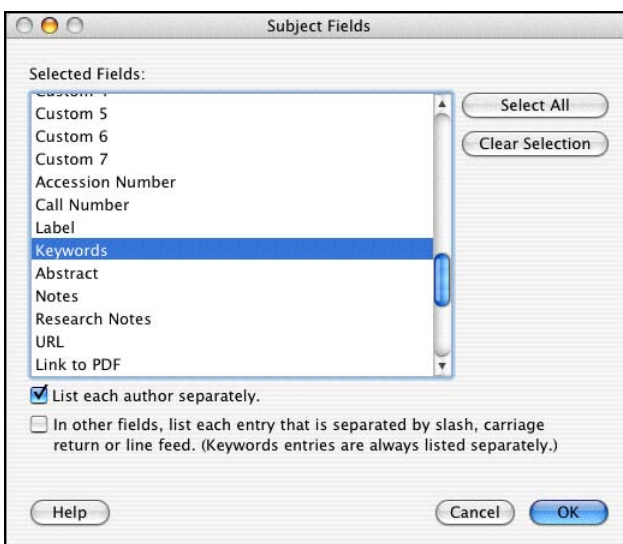 Subject Fields
Selected Fields:
Select All
Clear Selection
Custom 5
Custom 6
Custom 7
Accession Number
Call Number
Label
Keywords
Abstract
Notes
Research Notes
URL
Link to PDF
List each author separately.
In other fields, list each entry that is separated by slash, carriage
return or line feed. (Keywords entries are always listed separately.)
Help
Cancel
OK